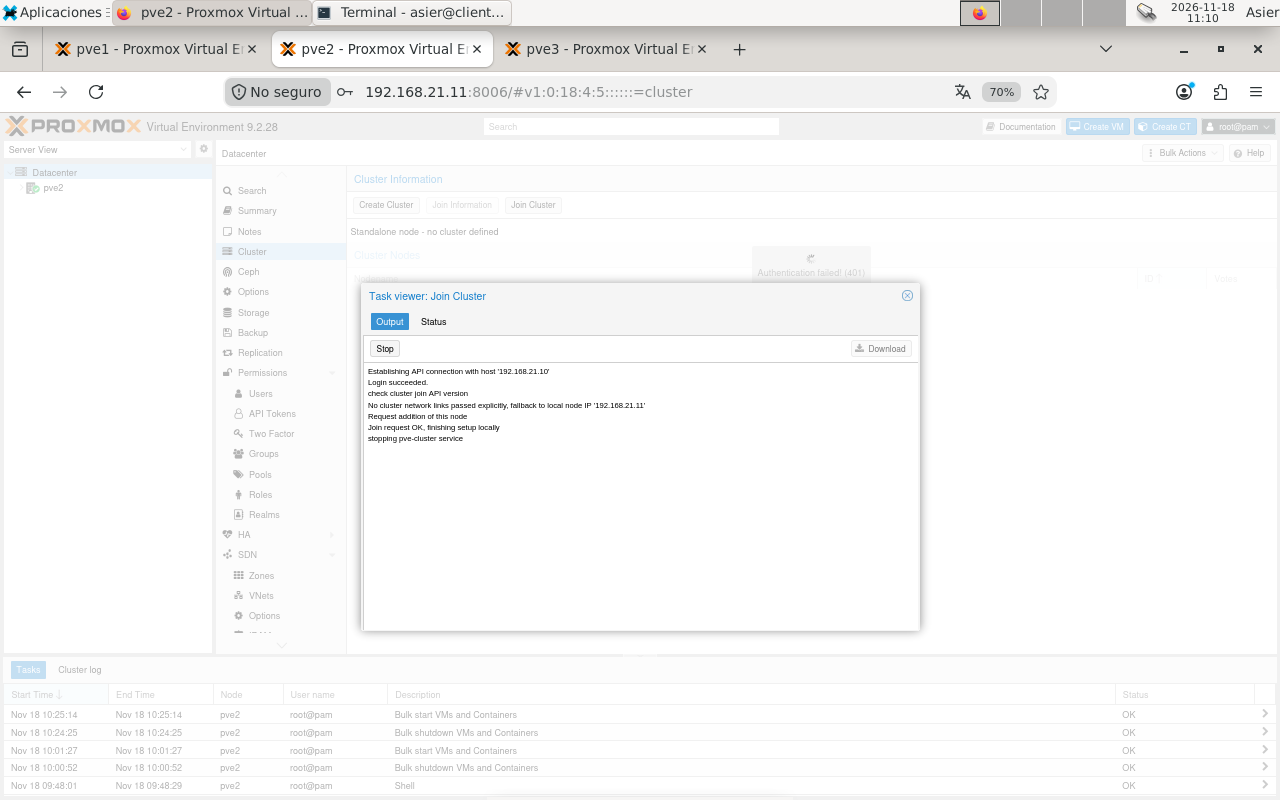 Aplicaciones
pve2 - Proxmox Virtual ...
Terminal - asier@client...
2026-11-18
11:10
Asier
pve1 - Proxmox Virtual E
pve2 - Proxmox Virtual E
pve3 - Proxmox Virtual E
No seguro
192.168.21.11:8006/#v1:0:18:4:5::::::=cluster
70%
PROXMOX Virtual Environment 9.2.28
Search
Documentation
Create VM
Create CT
root@pam
Server View
Datacenter
pve2
Datacenter
Bulk Actions
Help
Search
Summary
Notes
Cluster
Ceph
Options
Storage
Backup
Replication
Permissions
Users
API Tokens
Two Factor
Groups
Pools
Roles
Realms
HA
SDN
Zones
VNets
Options
Cluster Information
Create Cluster
Join Information
Join Cluster
Standalone node - no cluster defined
Cluster Nodes
ID
Votes
Authentication failed! (401)
Task viewer: Join Cluster
Output
Status
Stop
Download
Establishing API connection with host '192.168.21.10'
Login succeeded.
check cluster join API version
No cluster network links passed explicitly, fallback to local node IP '192.168.21.11'
Request addition of this node
Join request OK, finishing setup locally
stopping pve-cluster service
Tasks
Cluster log
Start Time End Time Node User name Description Status
Nov 18 10:25:14 Nov 18 10:25:14 pve2 root@pam Bulk start VMs and Containers OK
Nov 18 10:24:25 Nov 18 10:24:25 pve2 root@pam Bulk shutdown VMs and Containers OK
Nov 18 10:01:27 Nov 18 10:01:27 pve2 root@pam Bulk start VMs and Containers OK
Nov 18 10:00:52 Nov 18 10:00:52 pve2 root@pam Bulk shutdown VMs and Containers OK
Nov 18 09:48:01 Nov 18 09:48:29 pve2 root@pam Shell OK